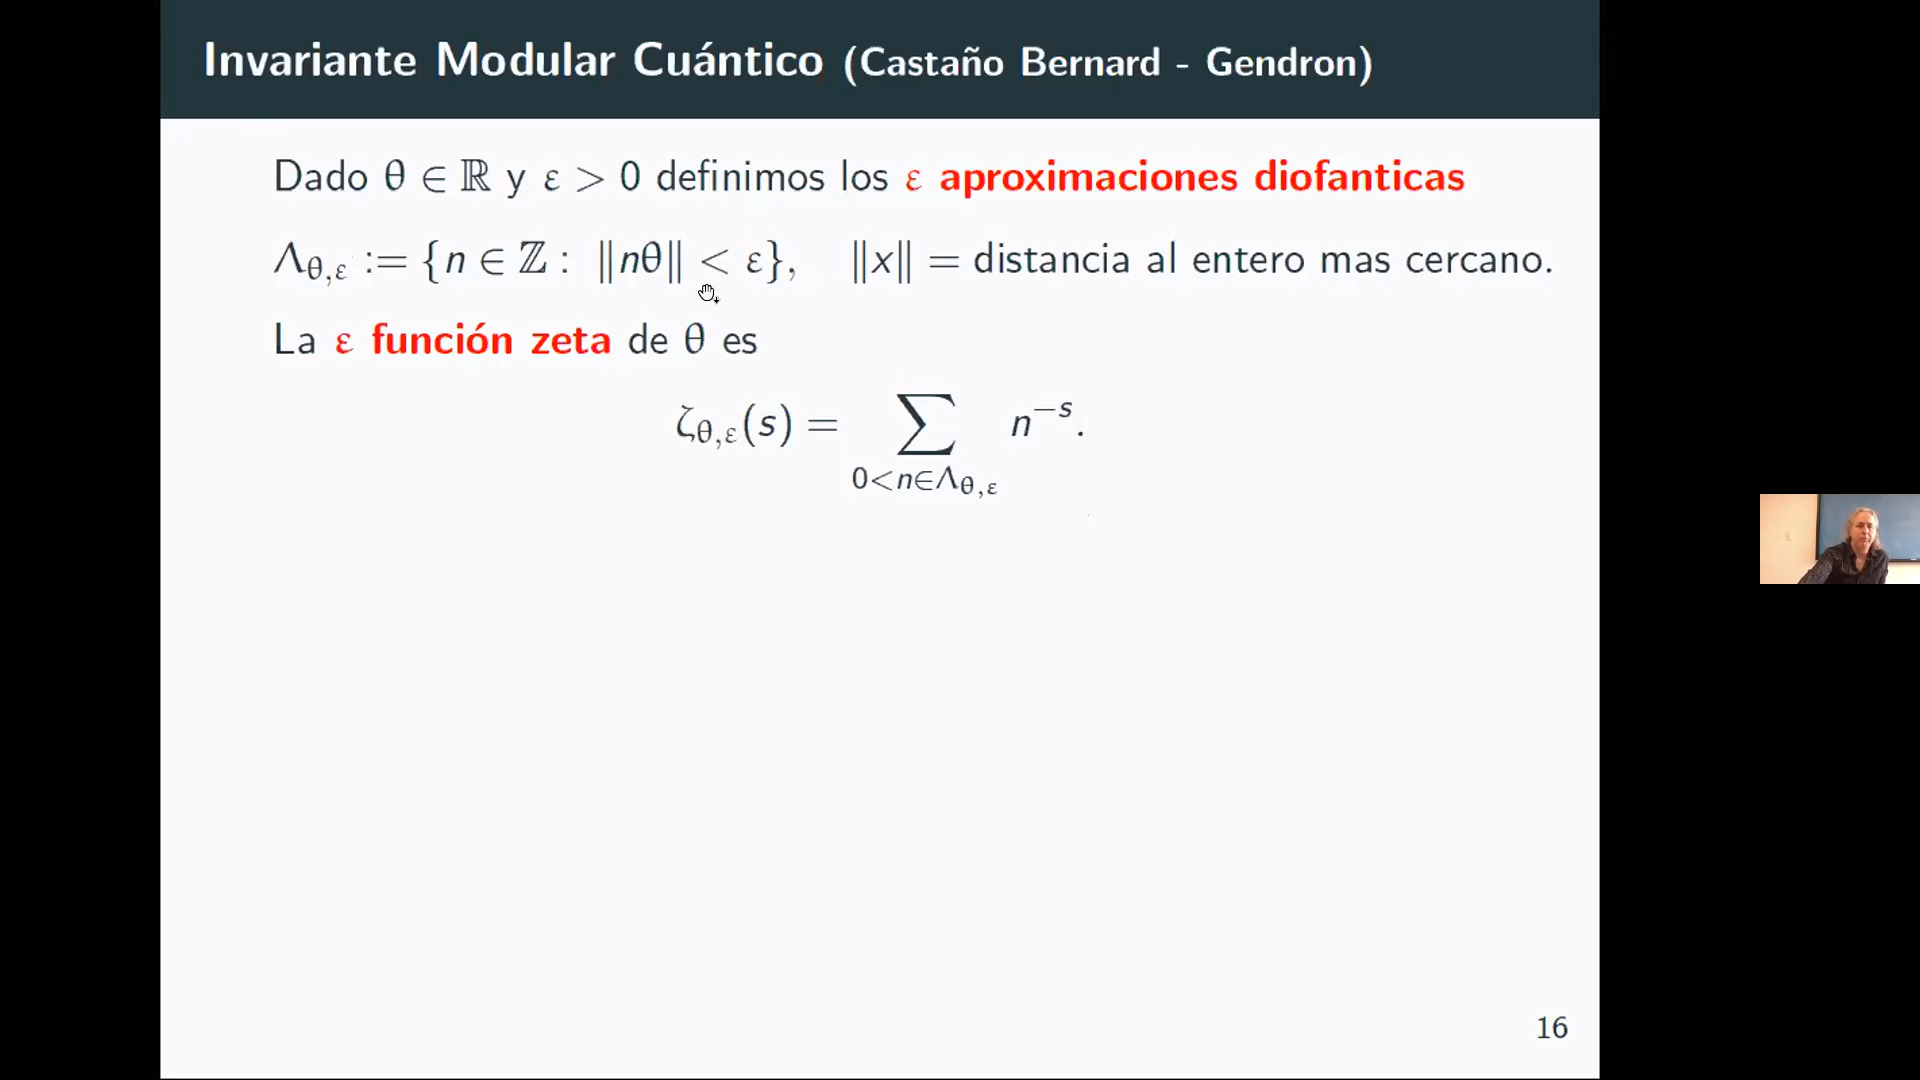 Invariante Modular Cuántico (Castaño Bernard - Gendron)
Dado θ ∈ ℝ y ε > 0 definimos los ε aproximaciones diofanticas
Λ_{θ,ε} := {n ∈ ℤ : ‖nθ‖ < ε}, ‖x‖ = distancia al entero mas cercano.
La ε función zeta de θ es
ζ_{θ,ε}(s) = ∑_{0<n∈Λ_{θ,ε}} n^{−s}.
16